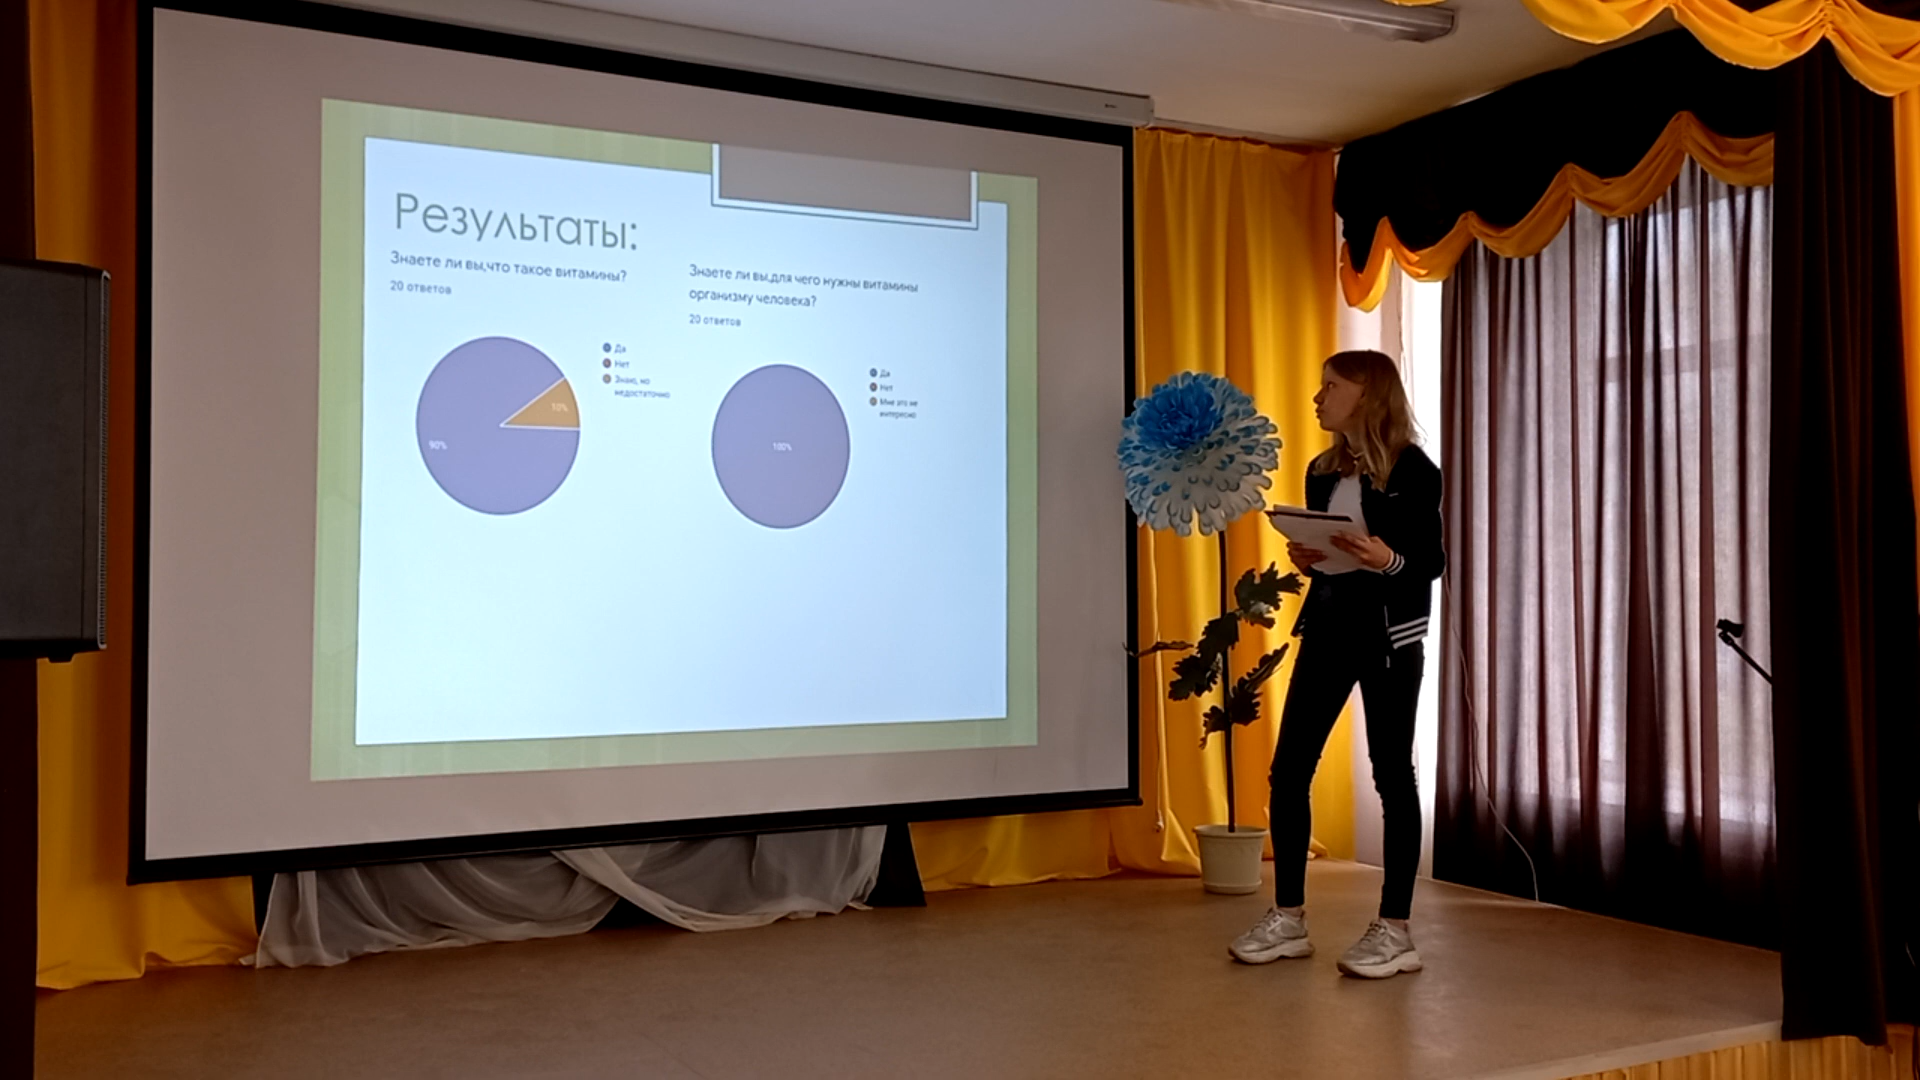 Результаты:
Знаете ли вы,что такое витамины?
20 ответов
Да
Нет
Знаю, но
недостаточно
10%
90%
Знаете ли вы,для чего нужны витамины
организму человека?
20 ответов
Да
Нет
Мне это не
интересно
100%